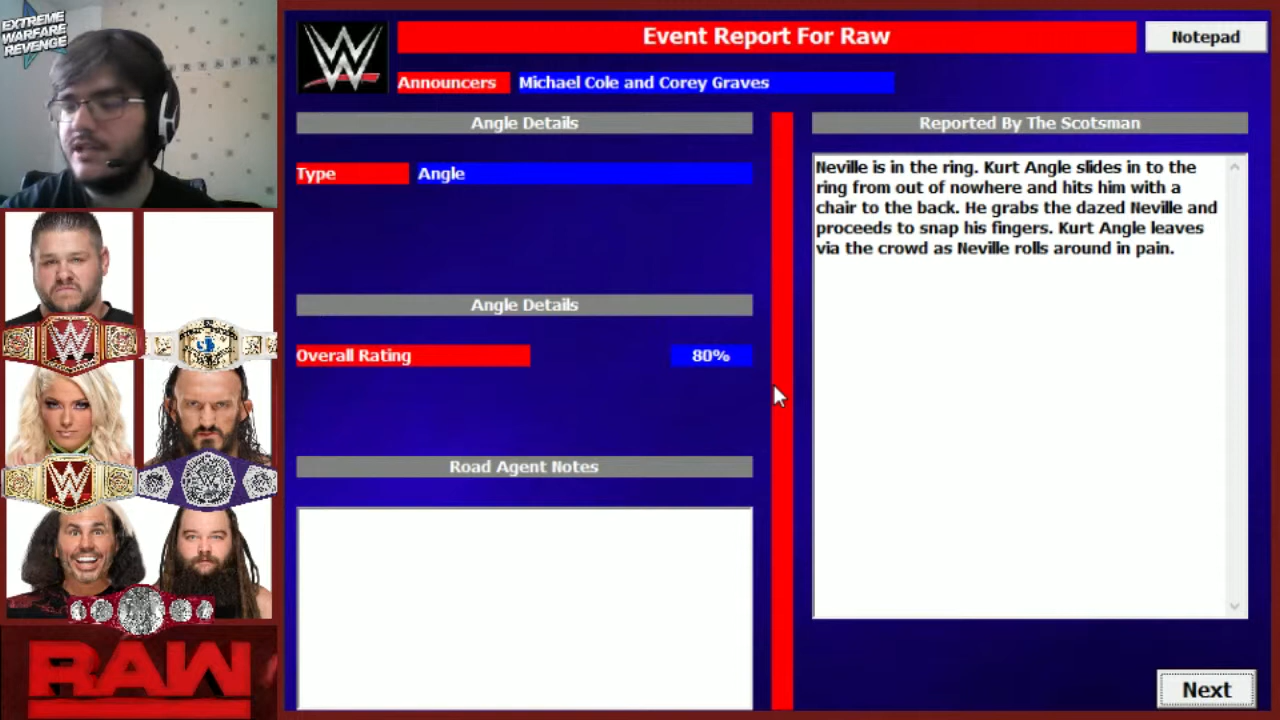 EXTREME
WARFARE
REVENGE
Event Report For Raw
Notepad
Announcers Michael Cole and Corey Graves
Angle Details
Type Angle
Angle Details
Overall Rating 80%
Road Agent Notes
Reported By The Scotsman
Neville is in the ring. Kurt Angle slides in to the
ring from out of nowhere and hits him with a
chair to the back. He grabs the dazed Neville and
proceeds to snap his fingers. Kurt Angle leaves
via the crowd as Neville rolls around in pain.
Next
RAW